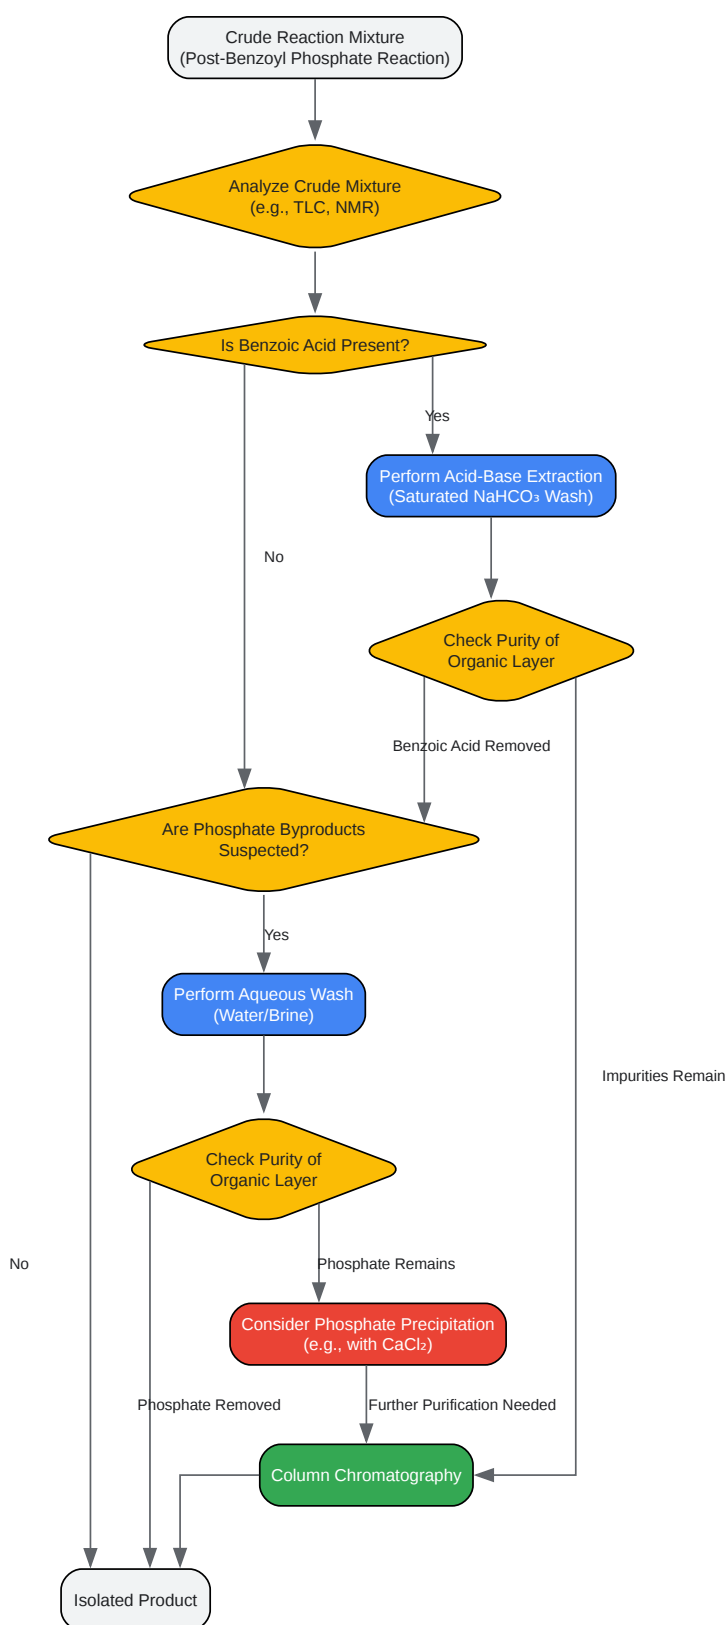 Crude Reaction Mixture
(Post-Benzoyl Phosphate Reaction)
Analyze Crude Mixture
(e.g., TLC, NMR)
Is Benzoic Acid Present?
Yes
Perform Acid-Base Extraction
(Saturated NaHCO₃ Wash)
No
Check Purity of
Organic Layer
Benzoic Acid Removed
Are Phosphate Byproducts
Suspected?
Yes
Perform Aqueous Wash
(Water/Brine)
Impurities Remain
Check Purity of
Organic Layer
No
Phosphate Remains
Consider Phosphate Precipitation
(e.g., with CaCl₂)
Phosphate Removed
Further Purification Needed
Column Chromatography
Isolated Product